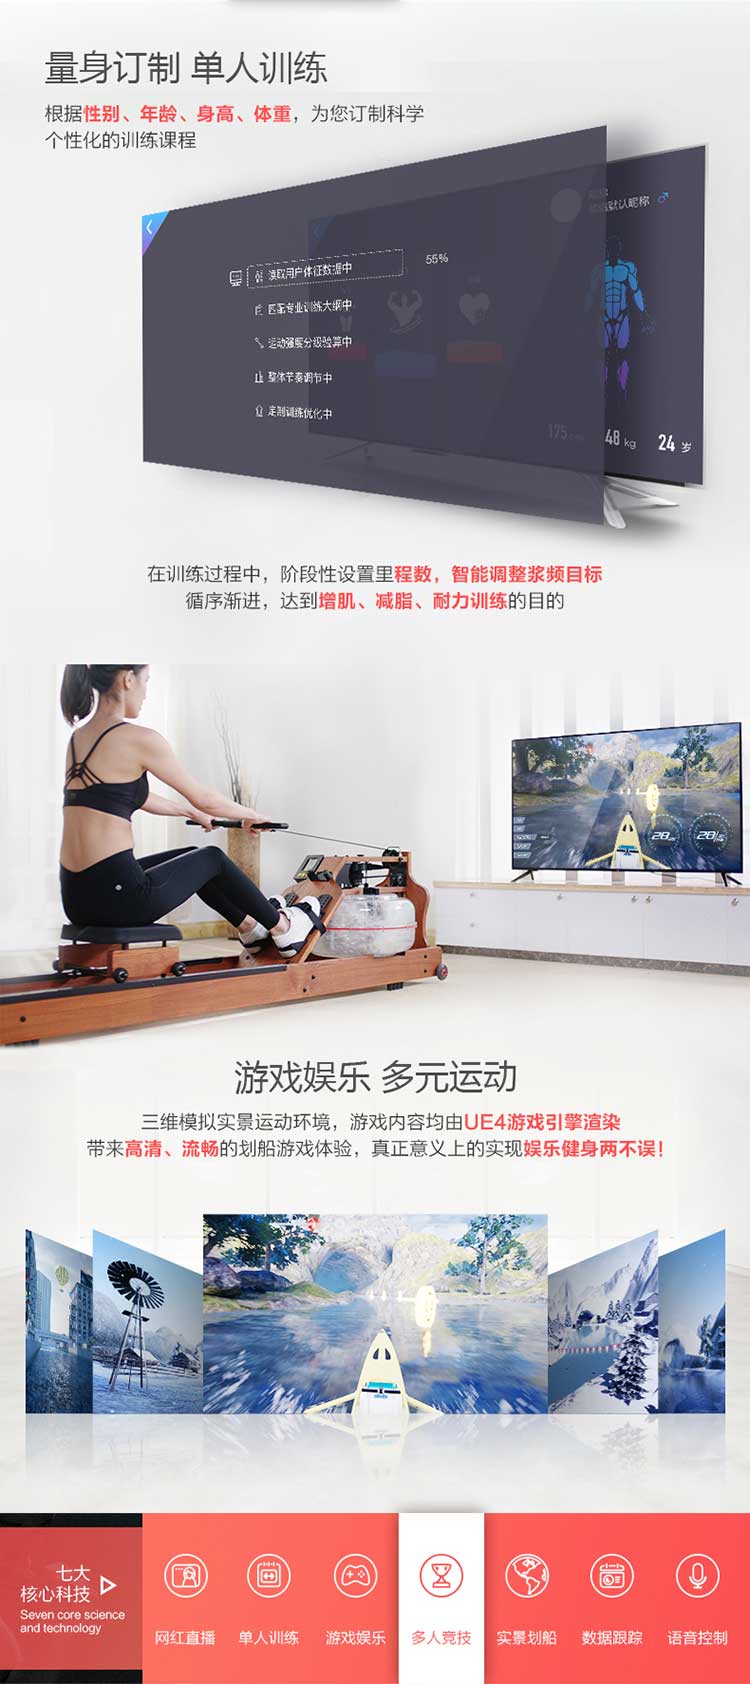 量身订制 单人训练
根据性别、年龄、身高、体重，为您订制科学
个性化的训练课程
默认昵称
读取用户体征数据中
55%
匹配专业训练大纲中
运动强度分级验算中
整体节奏调节中
定制训练优化中
175
48 kg
24 岁
在训练过程中，阶段性设置里程数，智能调整浆频目标
循序渐进，达到增肌、减脂、耐力训练的目的
28
28
游戏娱乐 多元运动
三维模拟实景运动环境，游戏内容均由UE4游戏引擎渲染
带来高清、流畅的划船游戏体验，真正意义上的实现娱乐健身两不误！
七大
核心科技
Seven core science
and technology
网红直播
单人训练
游戏娱乐
多人竞技
实景划船
数据跟踪
语音控制